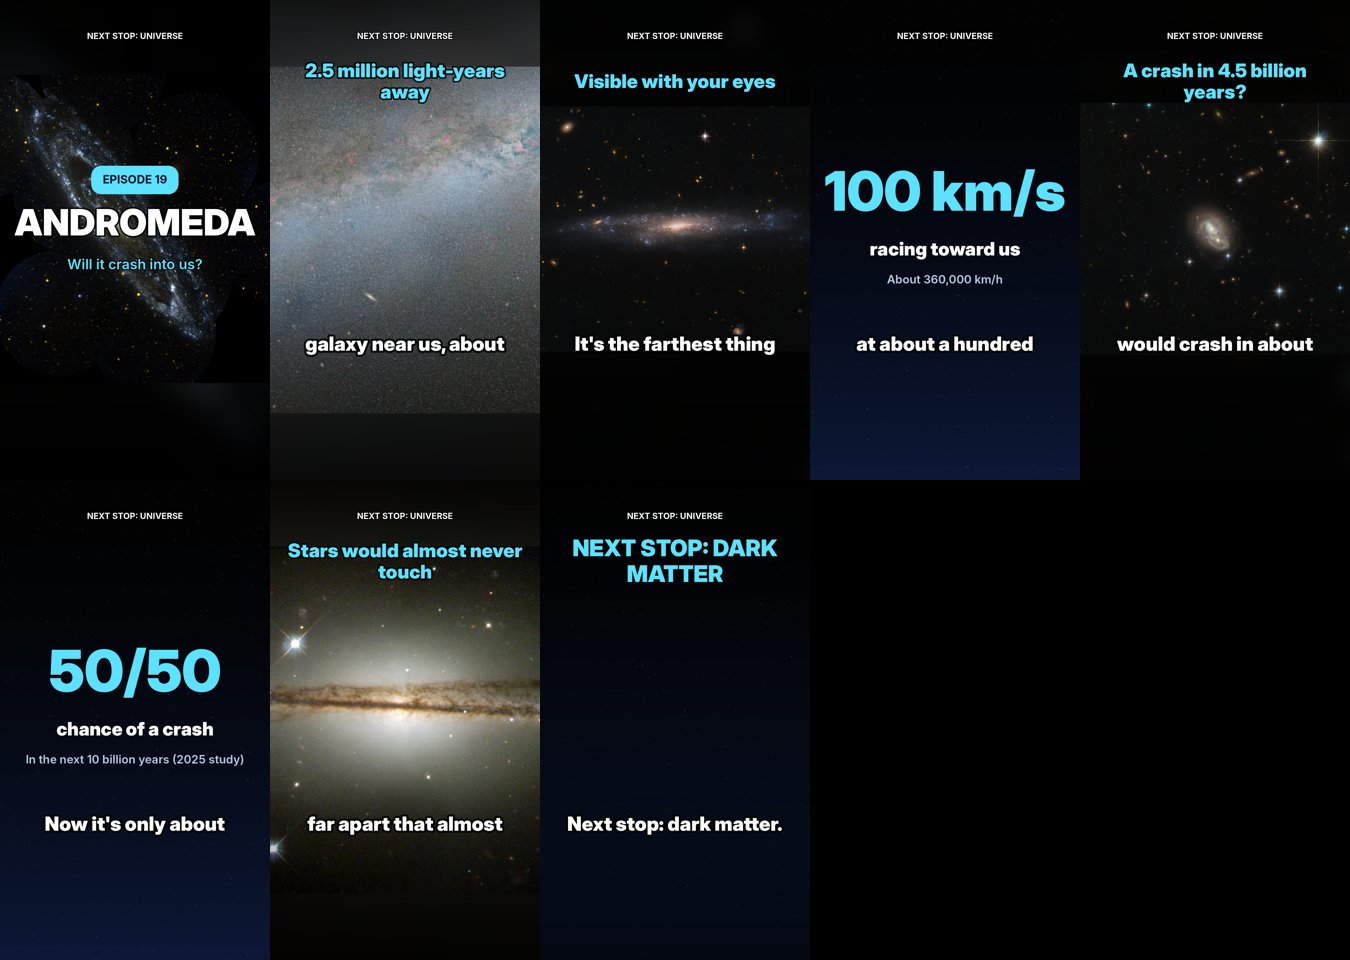 NEXT STOP: UNIVERSE
EPISODE 19
ANDROMEDA
Will it crash into us?
NEXT STOP: UNIVERSE
2.5 million light-years
away
galaxy near us, about
NEXT STOP: UNIVERSE
Visible with your eyes
It's the farthest thing
NEXT STOP: UNIVERSE
100 km/s
racing toward us
About 360,000 km/h
at about a hundred
NEXT STOP: UNIVERSE
A crash in 4.5 billion
years?
would crash in about
NEXT STOP: UNIVERSE
50/50
chance of a crash
In the next 10 billion years (2025 study)
Now it's only about
NEXT STOP: UNIVERSE
Stars would almost never
touch
far apart that almost
NEXT STOP: UNIVERSE
NEXT STOP: DARK
MATTER
Next stop: dark matter.